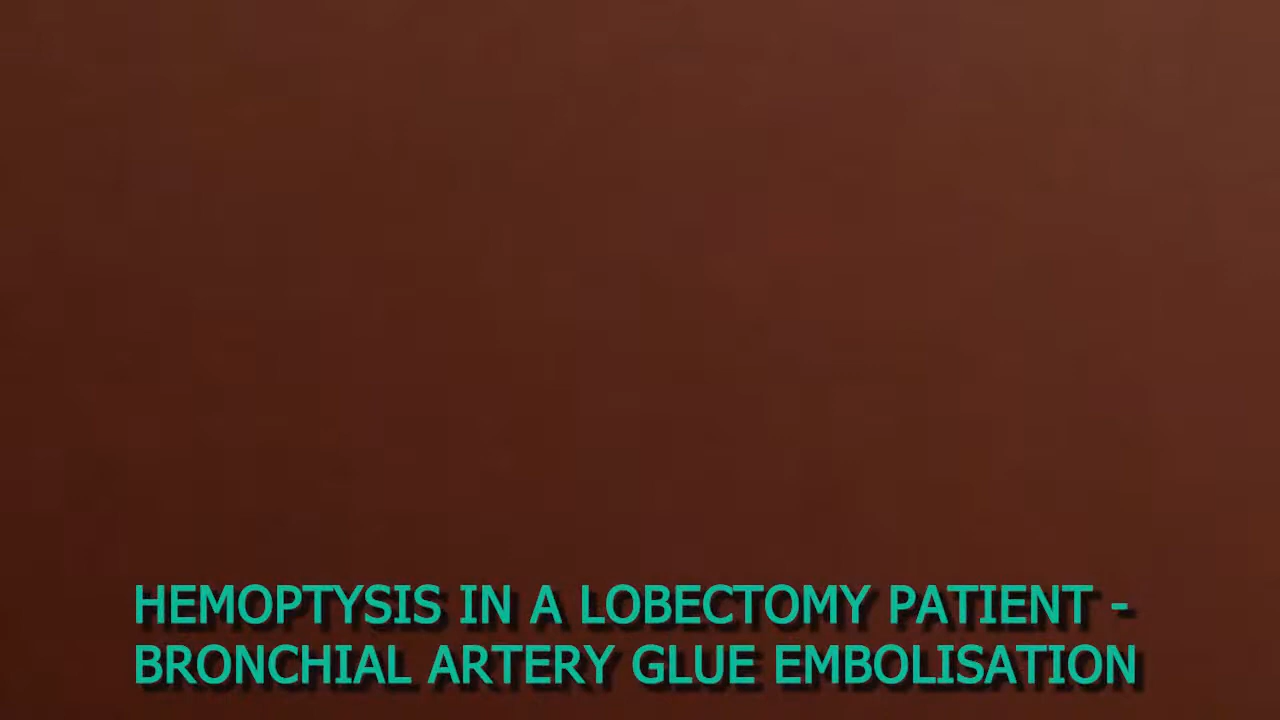 HEMOPTYSIS IN A LOBECTOMY PATIENT -
BRONCHIAL ARTERY GLUE EMBOLISATION